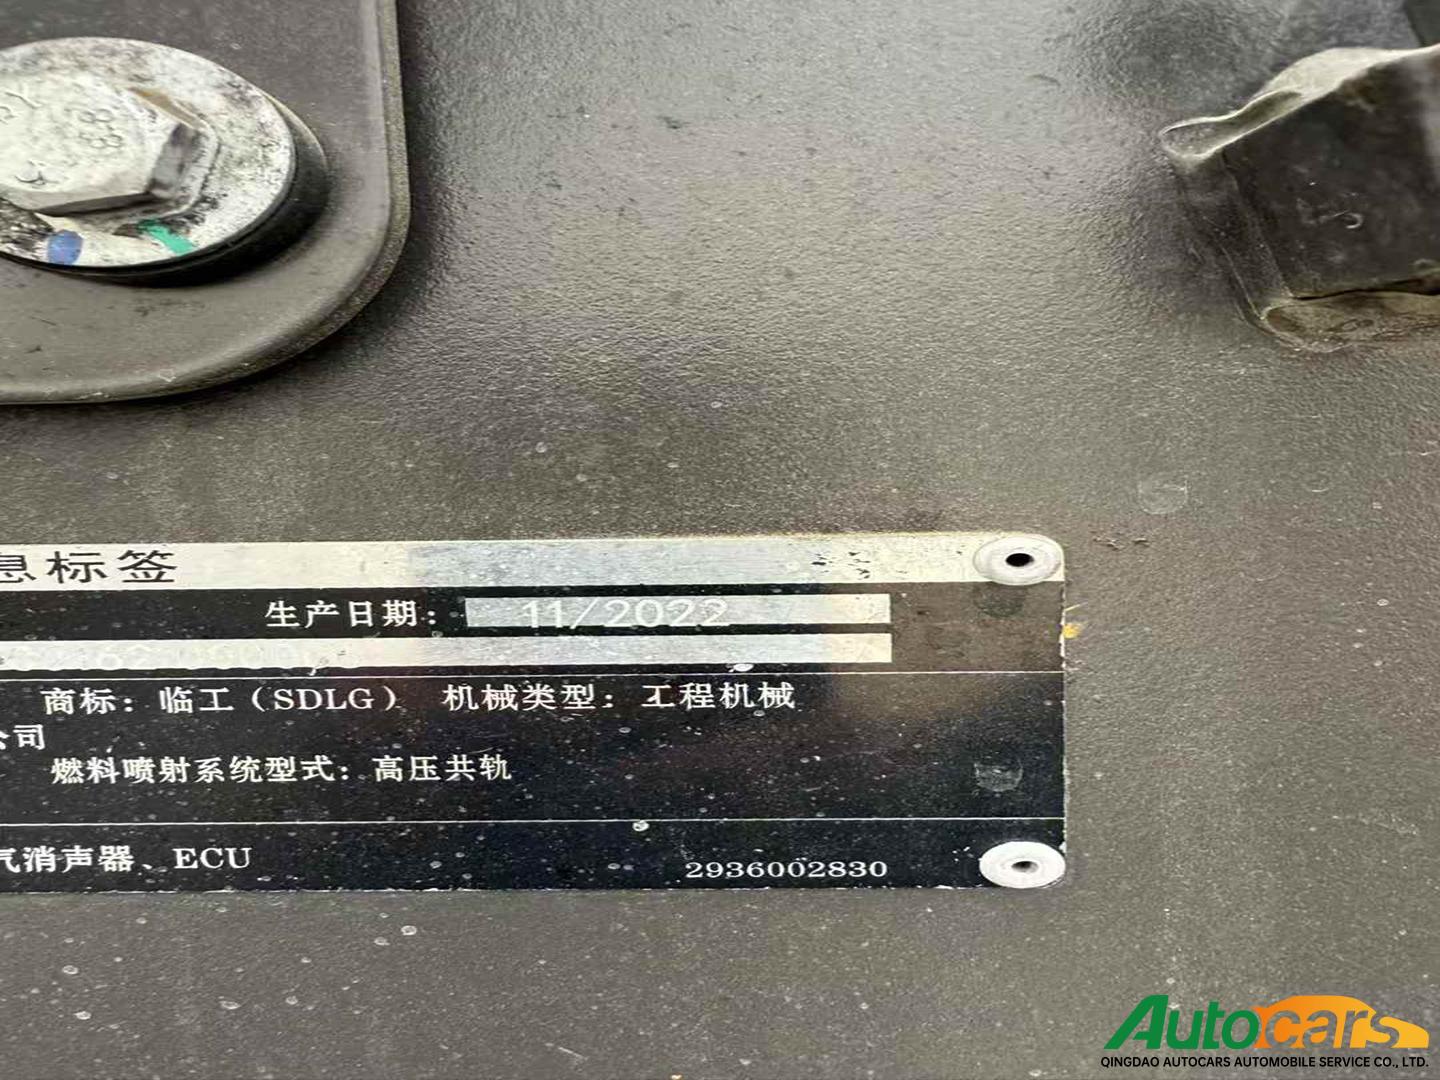 88
息标签
生产日期: 11/2022
商标: 临工 (SDLG) 机械类型: 工程机械
公司
燃料喷射系统型式: 高压共轨
气消声器、ECU
2936002830
Autocars
QINGDAO AUTOCARS AUTOMOBILE SERVICE CO., LTD.